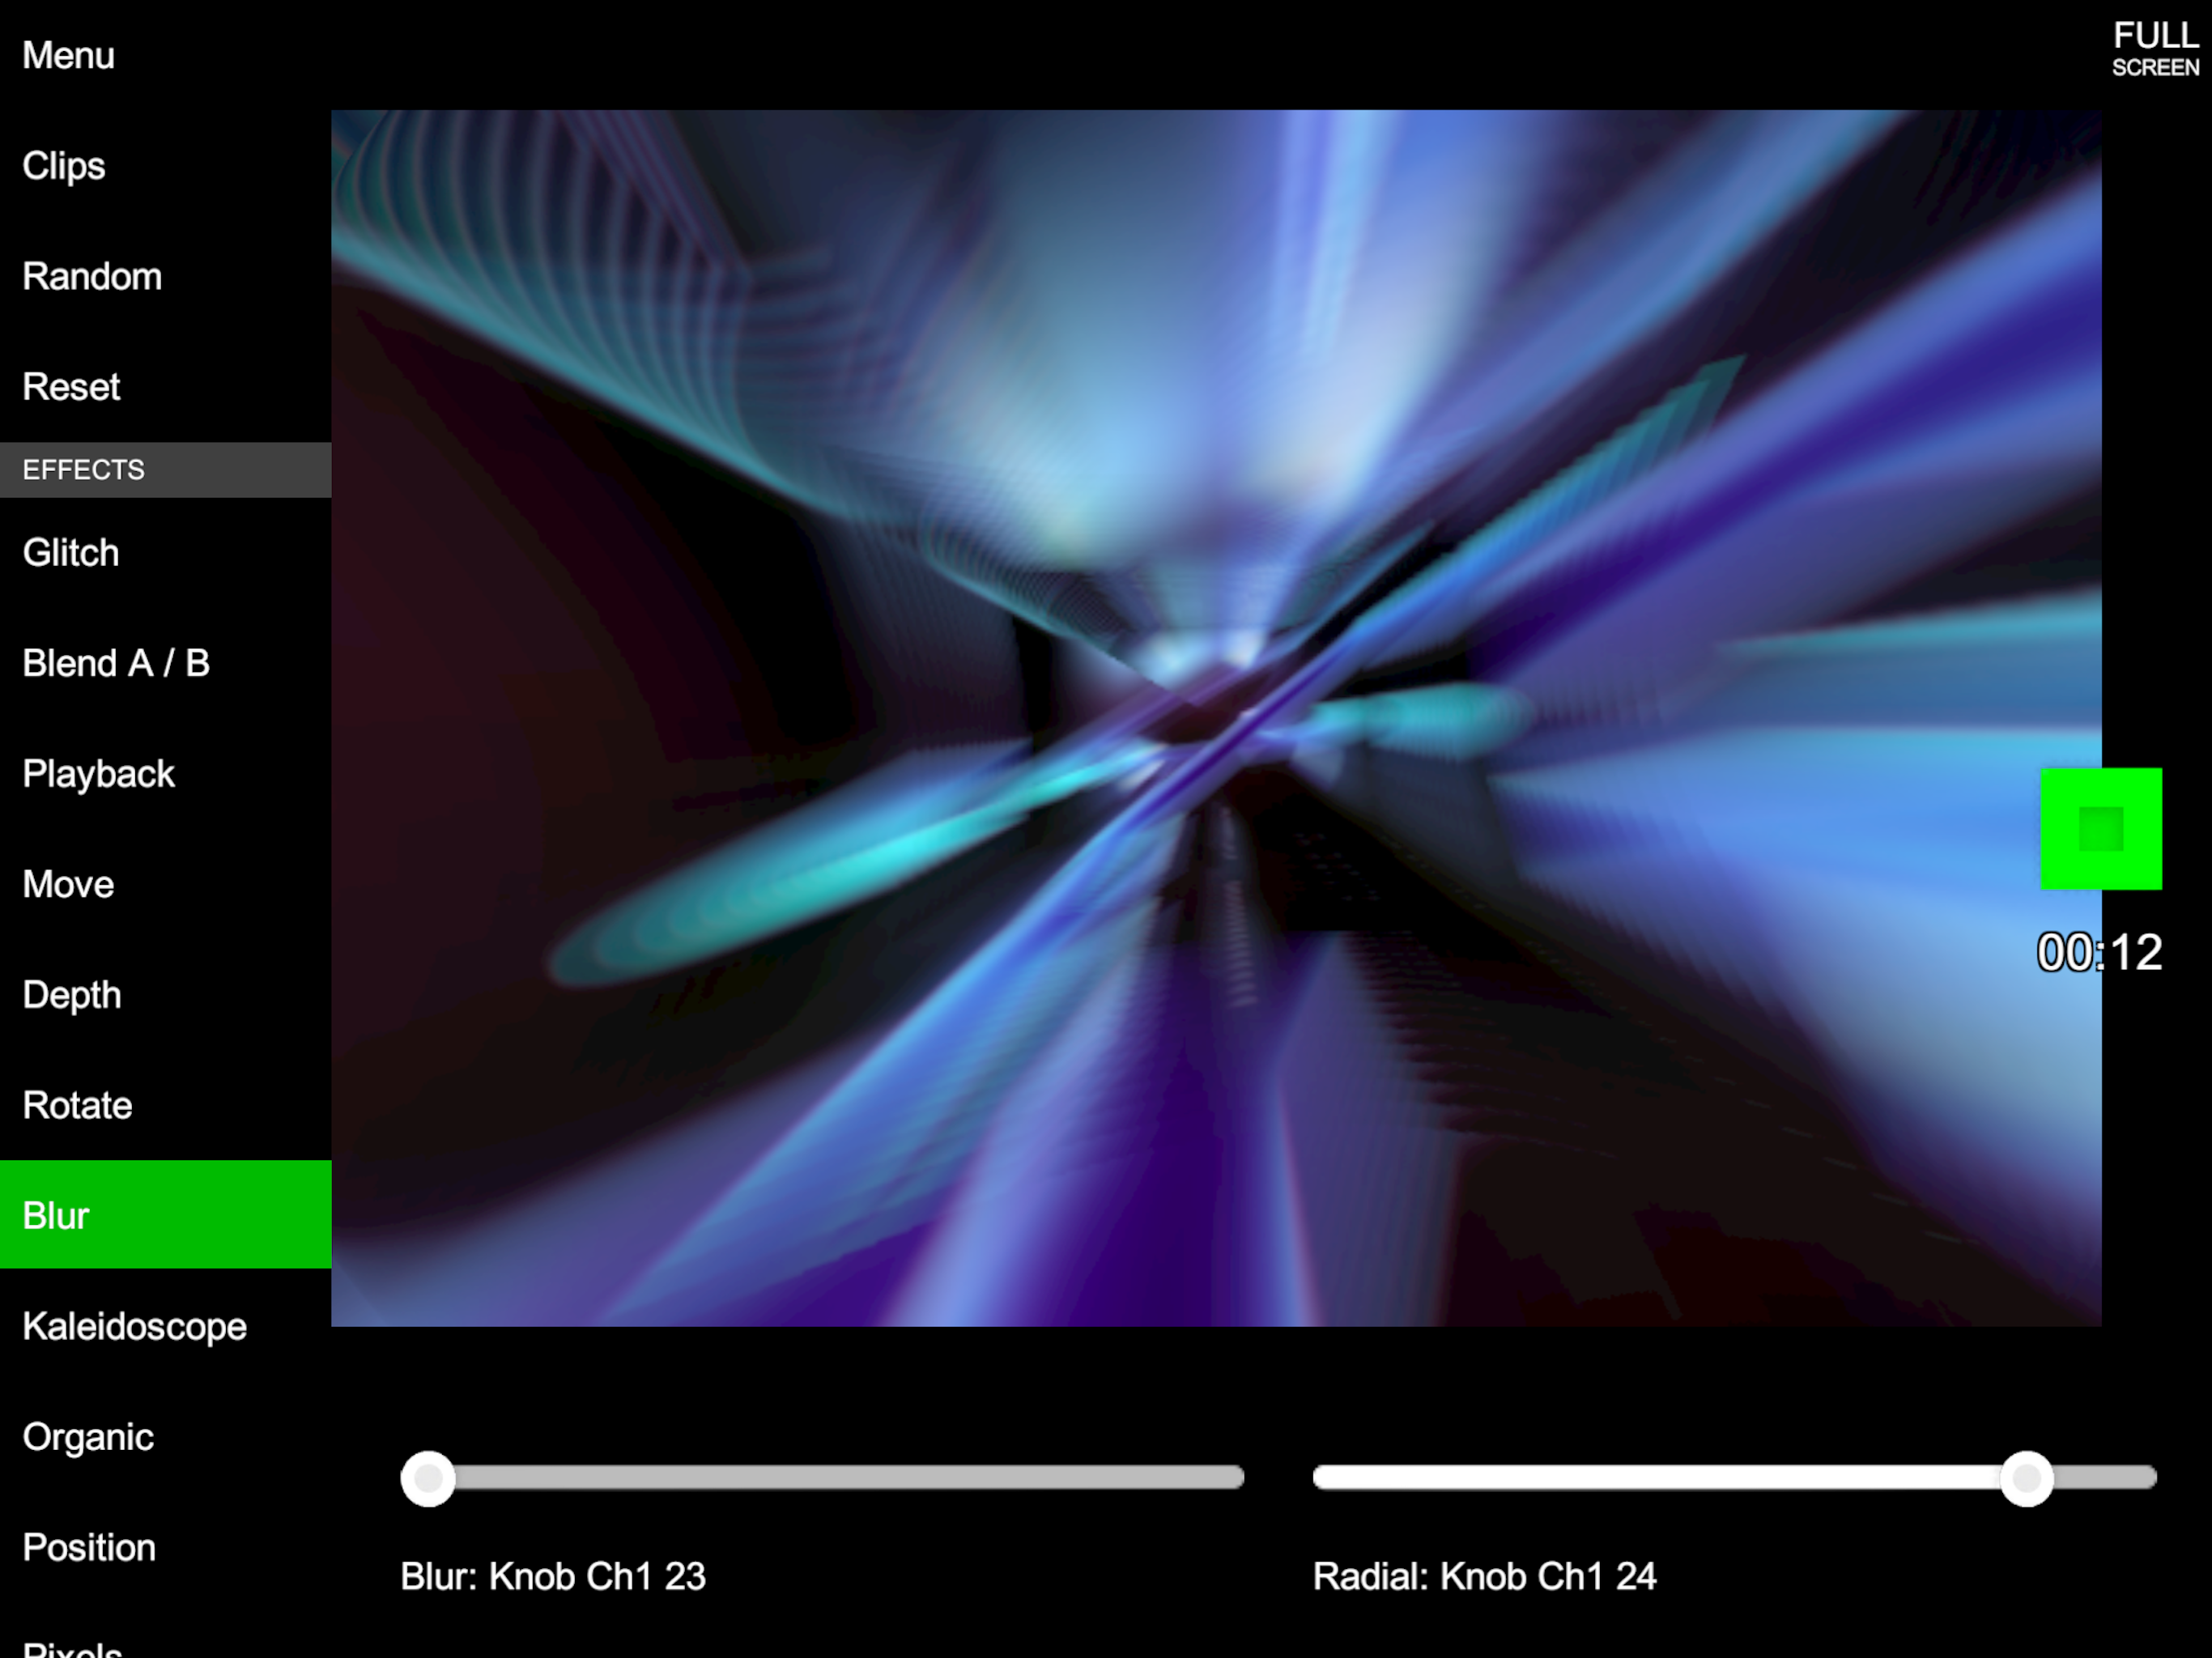 Menu
FULL
SCREEN
Clips
Random
Reset
EFFECTS
Glitch
Blend A / B
Playback
Move
Depth
Rotate
Blur
Kaleidoscope
Organic
Position
Pixels
00:12
Blur: Knob Ch1 23
Radial: Knob Ch1 24